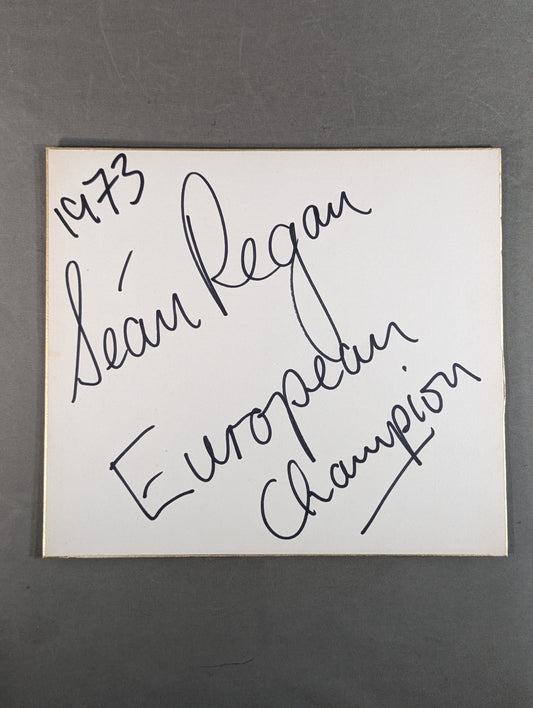 1973
Seán Regan
European
Champion